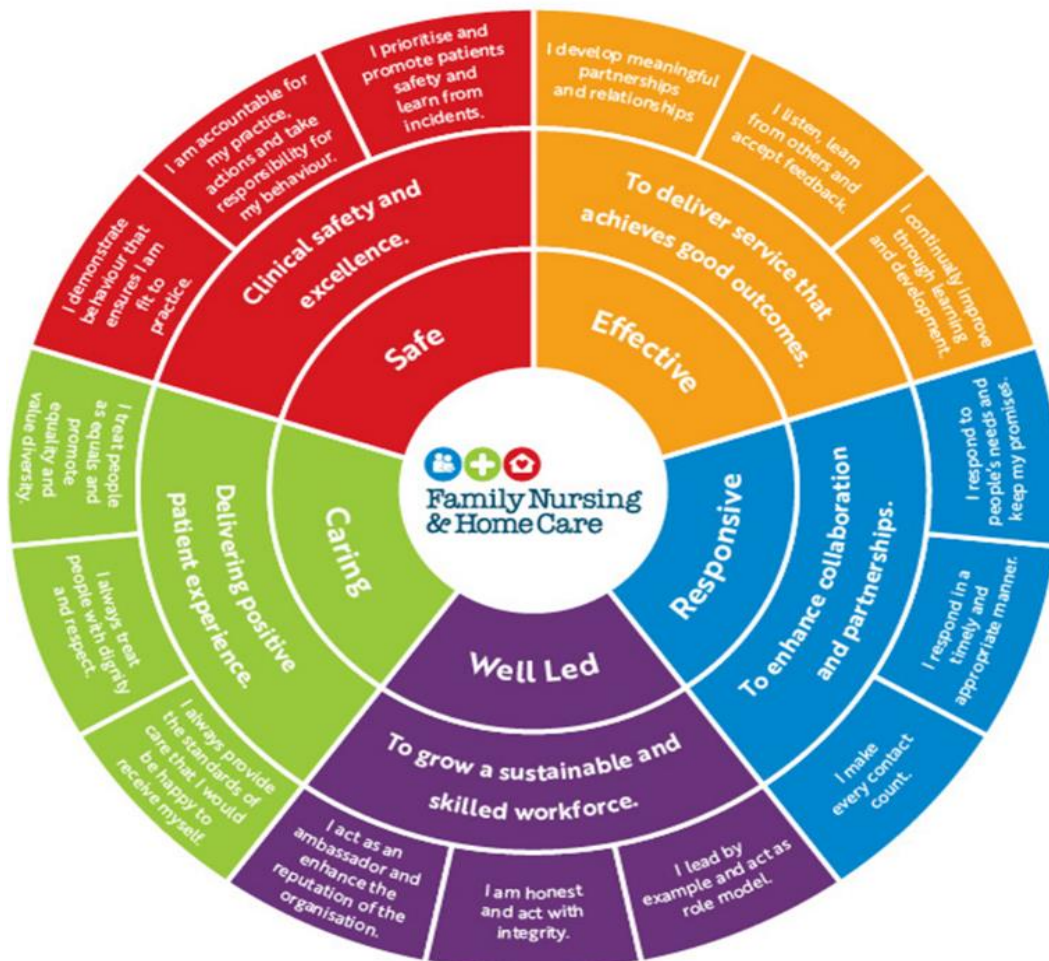 Family Nursing
& Home Care
Safe
Clinical safety and
excellence.
I demonstrate
behaviour that
ensures I am
fit to
practice.
I am accountable for
my practice,
actions and take
responsibility for
my behaviour.
I prioritise and
promote patients
safety and
learn from
incidents.
Effective
To deliver service that
achieves good outcomes.
I develop meaningful
partnerships
and relationships
I listen, learn
from others and
accept feedback.
I continually improve
through learning
and development.
Responsive
To enhance collaboration
and partnerships.
I respond to
people's needs and
keep my promises.
I respond in a
timely and
appropriate manner.
I make
every contact
count.
Well Led
To grow a sustainable and
skilled workforce.
I lead by
example and act as
role model.
I am honest
and act with
integrity.
I act as an
ambassador and
enhance the
reputation of the
organisation.
Caring
Delivering positive
patient experience.
I always provide
the standards of
care that I would
be happy to
receive myself.
I always treat
people with dignity
and respect.
I treat people
as equals and
promote
equality and
value diversity.